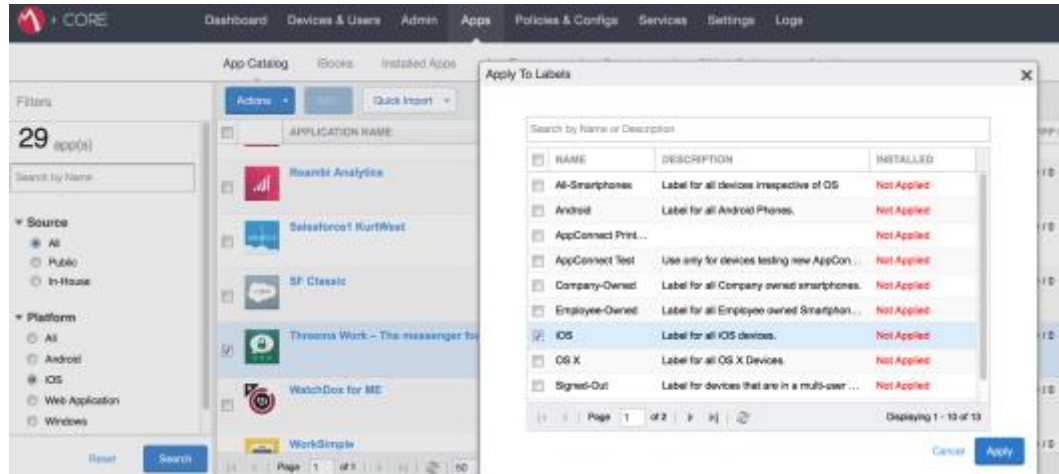 CORE
Dashboard Devices & Users Admin Apps Policies & Configs Services Settings Logs
App Catalog iBooks Installed Apps
Apply To Labels
Filters
Actions Quick Import
29 app(s)
APPLICATION NAME
Search by Name
Roambi Analytics
Source
All
Public
In-House
Salesforce1 KurtWest
SF Classic
Platform
All
Android
iOS
Web Application
Windows
Threema Work – The messenger for
WatchDox for ME
WorkSimple
Reset Search
Page 1 of 1 50
Search by Name or Description
NAME DESCRIPTION INSTALLED
All-Smartphones Label for all devices irrespective of OS Not Applied
Android Label for all Android Phones. Not Applied
AppConnect Print... Not Applied
AppConnect Test Use only for devices testing new AppCon... Not Applied
Company-Owned Label for all Company owned smartphones. Not Applied
Employee-Owned Label for all Employee owned Smartphon... Not Applied
iOS Label for all iOS devices. Not Applied
OS X Label for all OS X Devices. Not Applied
Signed-Out Label for devices that are in a multi-user ... Not Applied
Page 1 of 2 Displaying 1 - 10 of 13
Cancel Apply